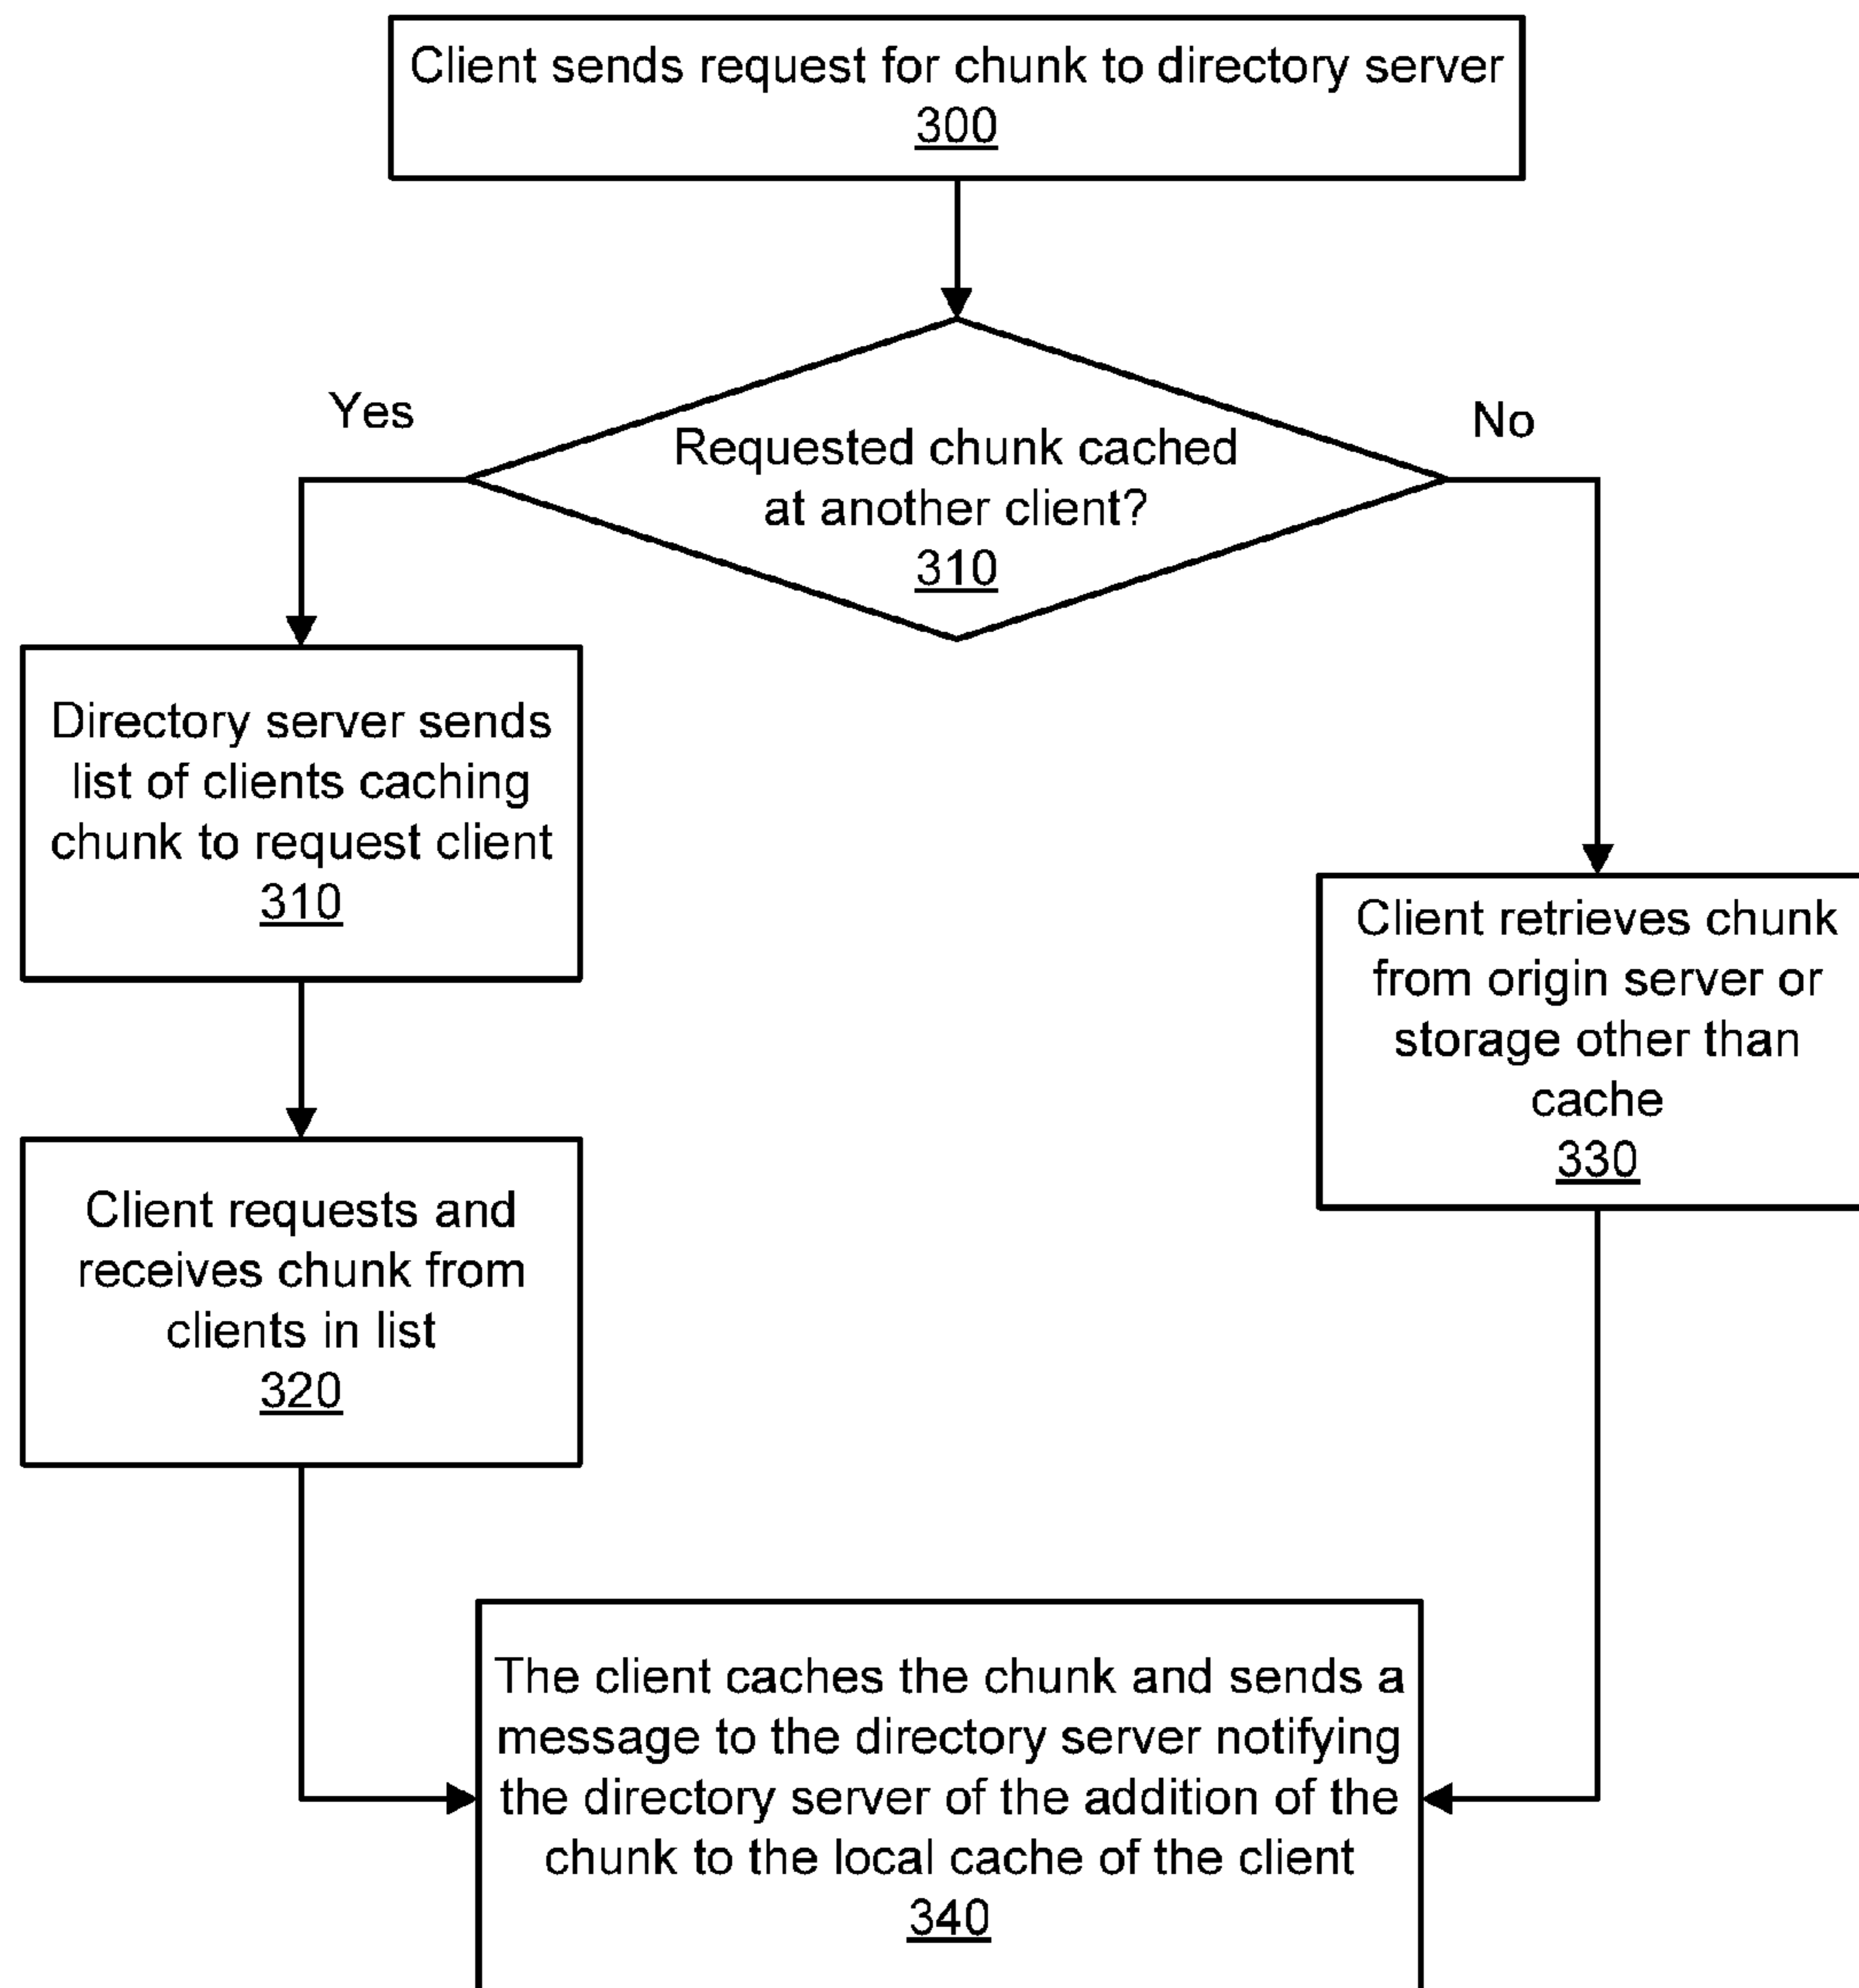 Client sends request for chunk to directory server
300
Yes
No
Requested chunk cached
at another client?
310
Directory server sends
list of clients caching
chunk to request client
310
Client retrieves chunk
from origin server or
storage other than
cache
330
Client requests and
receives chunk from
clients in list
320
The client caches the chunk and sends a
message to the directory server notifying
the directory server of the addition of the
chunk to the local cache of the client
340